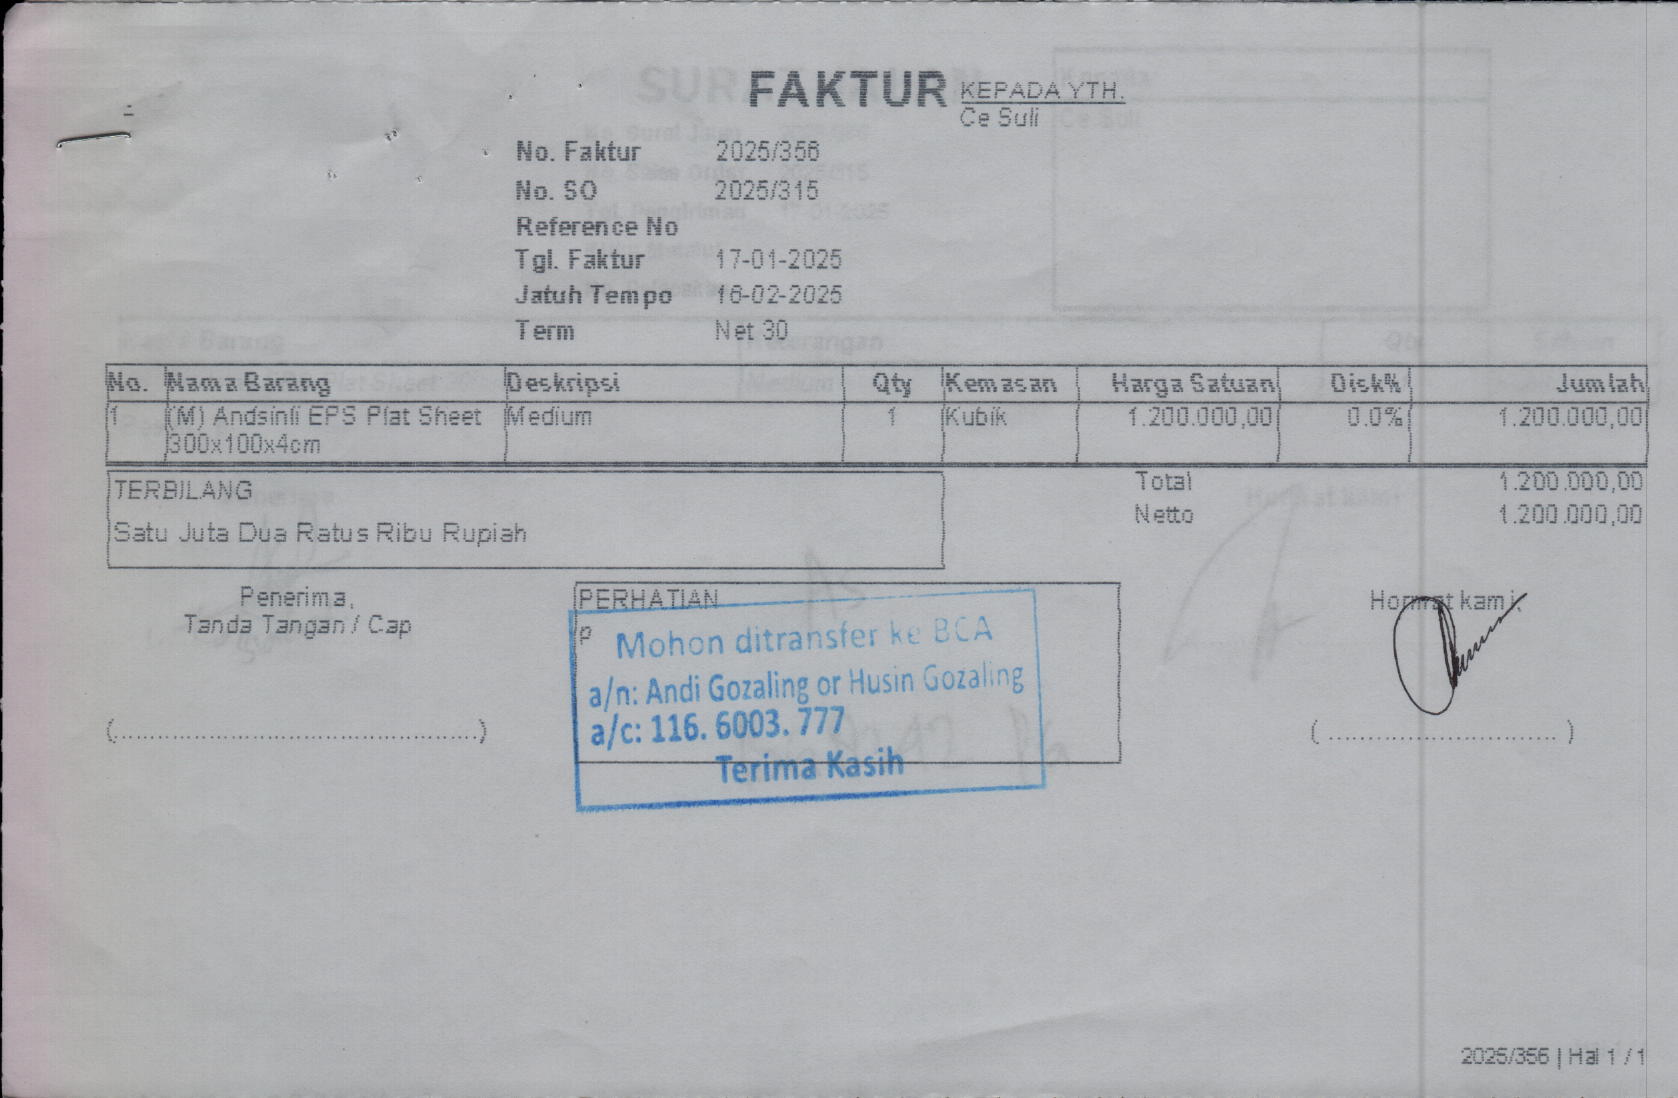 FAKTUR
KEPADA YTH.
Ce Suli
No. Faktur 2025/356
No. SO 2025/315
Reference No
Tgl. Faktur 17-01-2025
Jatuh Tempo 16-02-2025
Term Net 30
No. Nama Barang Deskripsi Qty Kemasan Harga Satuan Disk% Jumlah
1 (M) Andsinli EPS Plat Sheet Medium 1 Kubik 1.200.000,00 0.0% 1.200.000,00
300x100x4cm
TERBILANG
Satu Juta Dua Ratus Ribu Rupiah
Total 1.200.000,00
Netto 1.200.000,00
Penerima,
Tanda Tangan / Cap
(................................................)
PERHATIAN
P
Mohon ditransfer ke BCA
a/n: Andi Gozaling or Husin Gozaling
a/c: 116. 6003. 777
Terima Kasih
Hormat kami,
( ............................. )
2025/356 | Hal 1 / 1